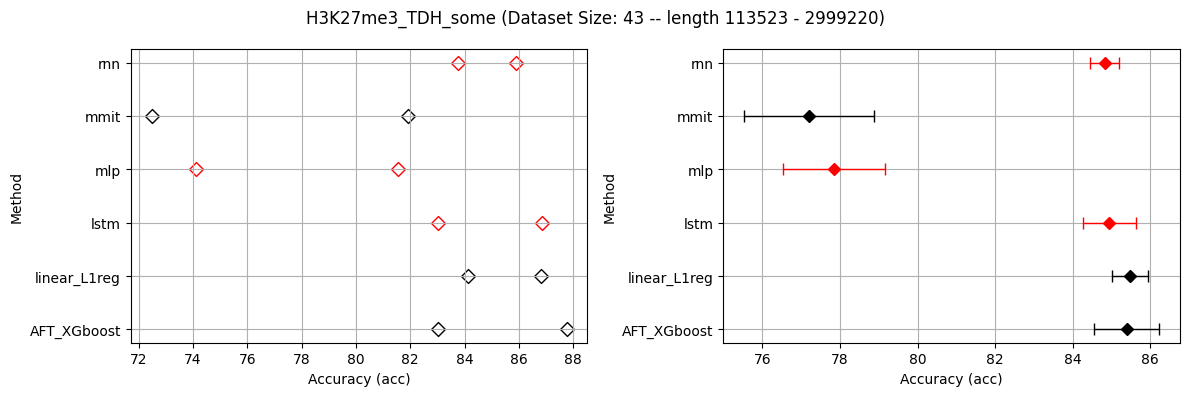 H3K27me3_TDH_some (Dataset Size: 43 -- length 113523 - 2999220)
Method
rnn
mmit
mlp
lstm
linear_L1reg
AFT_XGboost
72 74 76 78 80 82 84 86 88
Accuracy (acc)
Method
rnn
mmit
mlp
lstm
linear_L1reg
AFT_XGboost
76 78 80 82 84 86
Accuracy (acc)